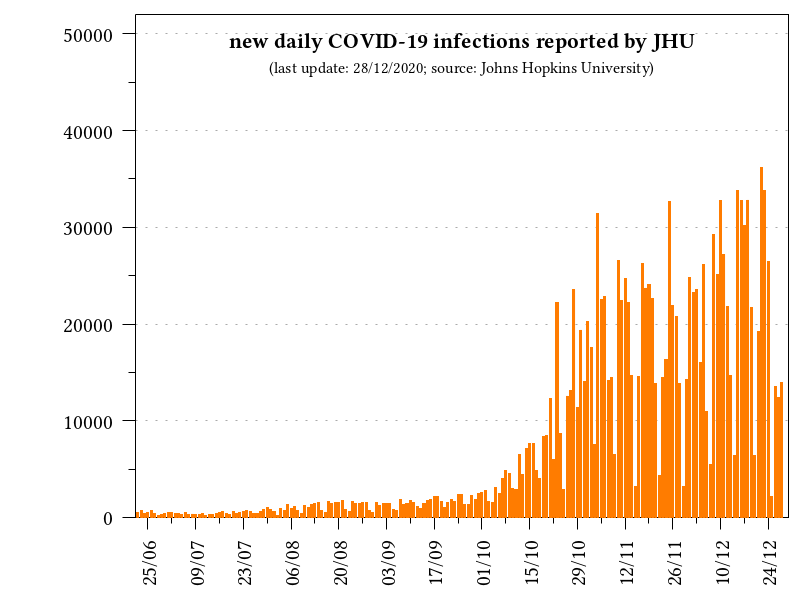 new daily COVID-19 infections reported by JHU
(last update: 28/12/2020; source: Johns Hopkins University)
50000
40000
30000
20000
10000
0
25/06 09/07 23/07 06/08 20/08 03/09 17/09 01/10 15/10 29/10 12/11 26/11 10/12 24/12